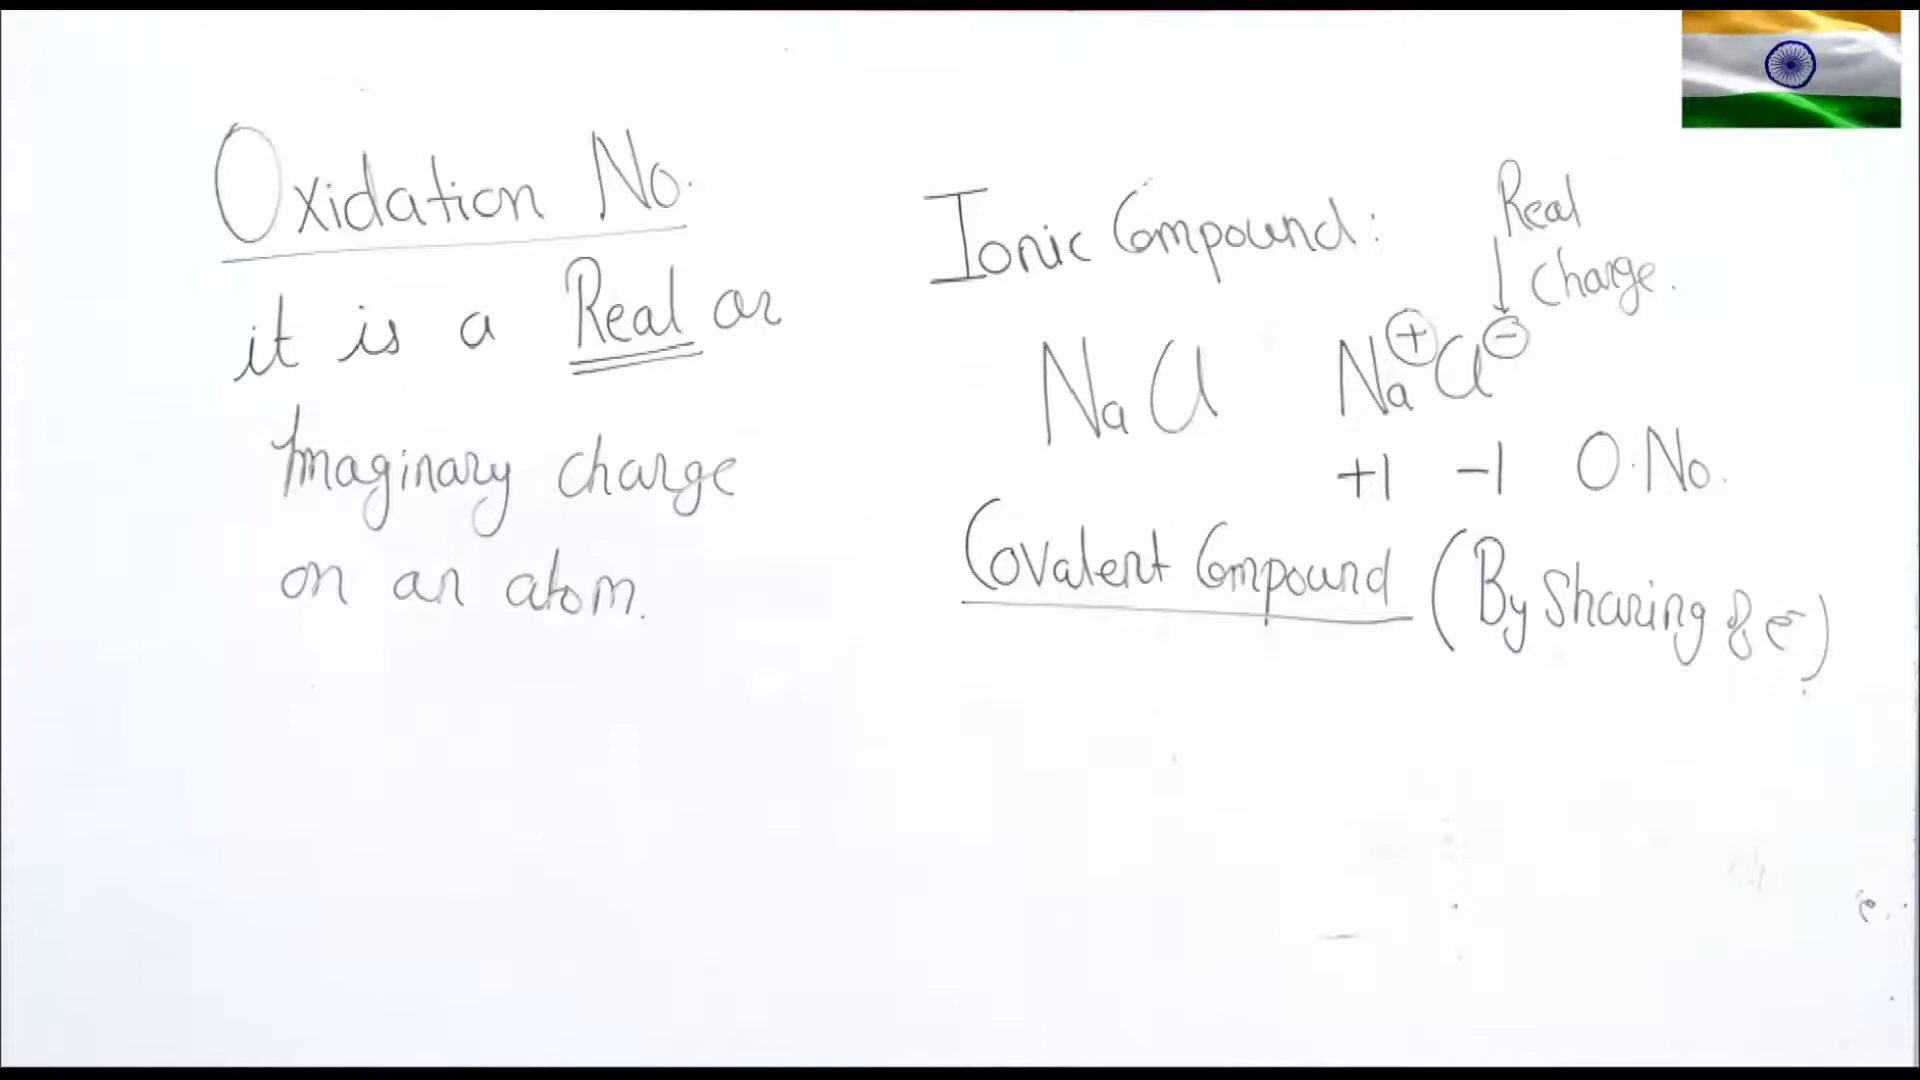 Oxidation No.
it is a Real or
Imaginary charge
on an atom.
Ionic Compound:
Real
Charge.
NaCl Na⊕Cl⊖
+1 -1 O.No.
Covalent Compound (By Sharing of e⁻)